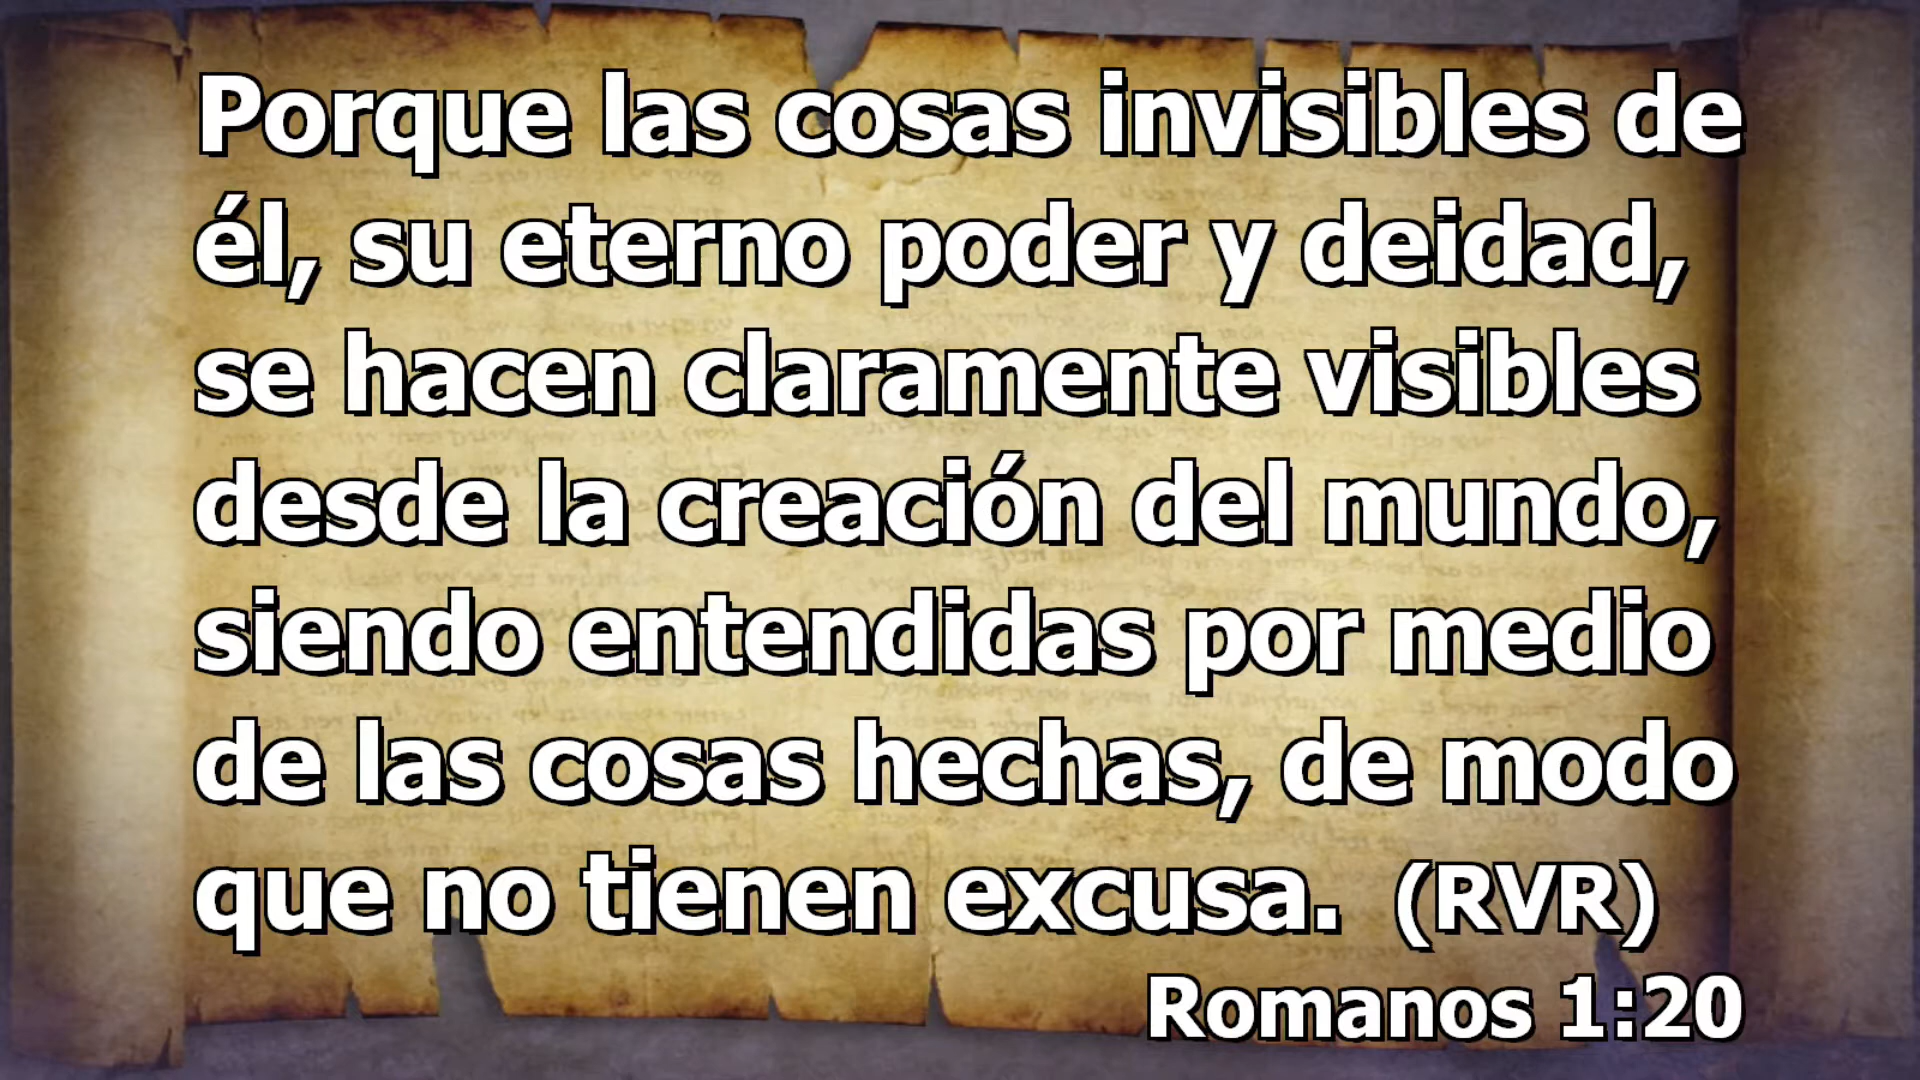 Porque las cosas invisibles de
él, su eterno poder y deidad,
se hacen claramente visibles
desde la creación del mundo,
siendo entendidas por medio
de las cosas hechas, de modo
que no tienen excusa. (RVR)
Romanos 1:20